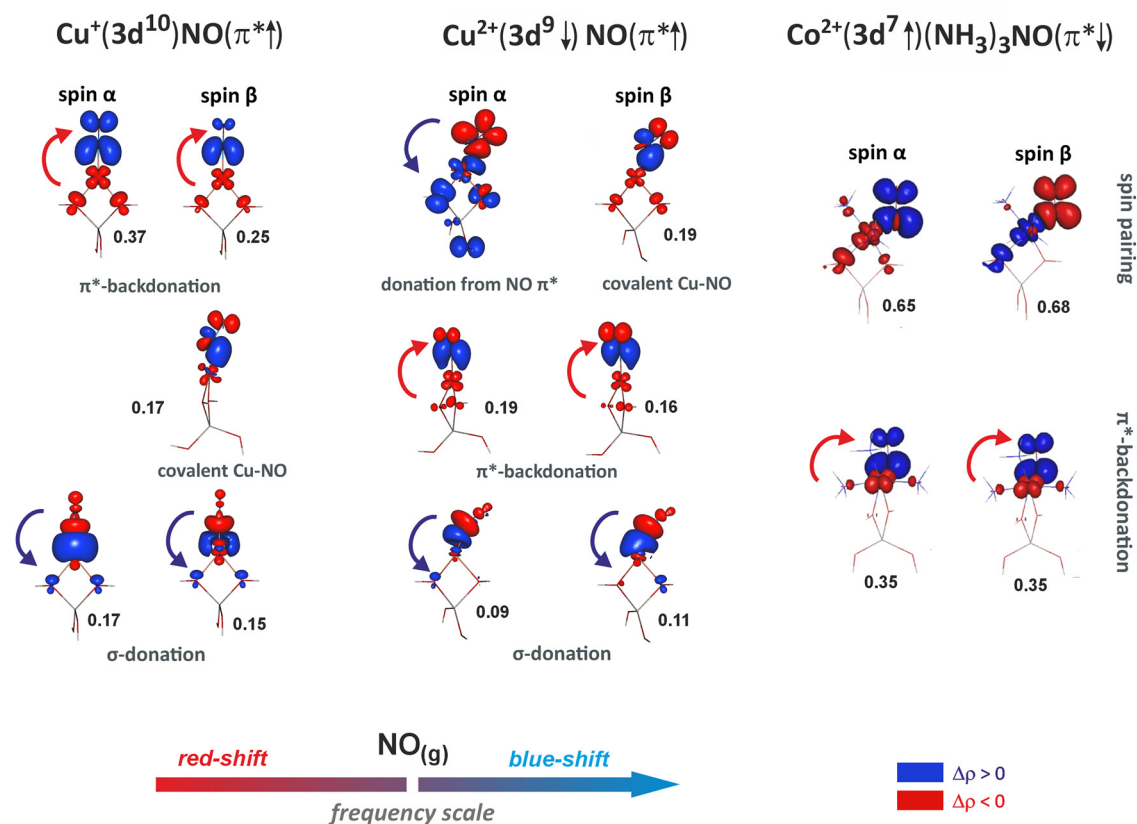 Cu⁺(3d¹⁰)NO(π*↑)
spin α spin β
0.37 0.25
π*-backdonation
0.17
covalent Cu-NO
0.17 0.15
σ-donation
Cu²⁺(3d⁹↓) NO(π*↑)
spin α spin β
0.19
donation from NO π* covalent Cu-NO
0.19 0.16
π*-backdonation
0.09 0.11
σ-donation
Co²⁺(3d⁷↑)(NH₃)₃NO(π*↓)
spin α spin β
0.65 0.68
spin pairing
0.35 0.35
π*-backdonation
red-shift NO(g) blue-shift
frequency scale
Δρ > 0
Δρ < 0